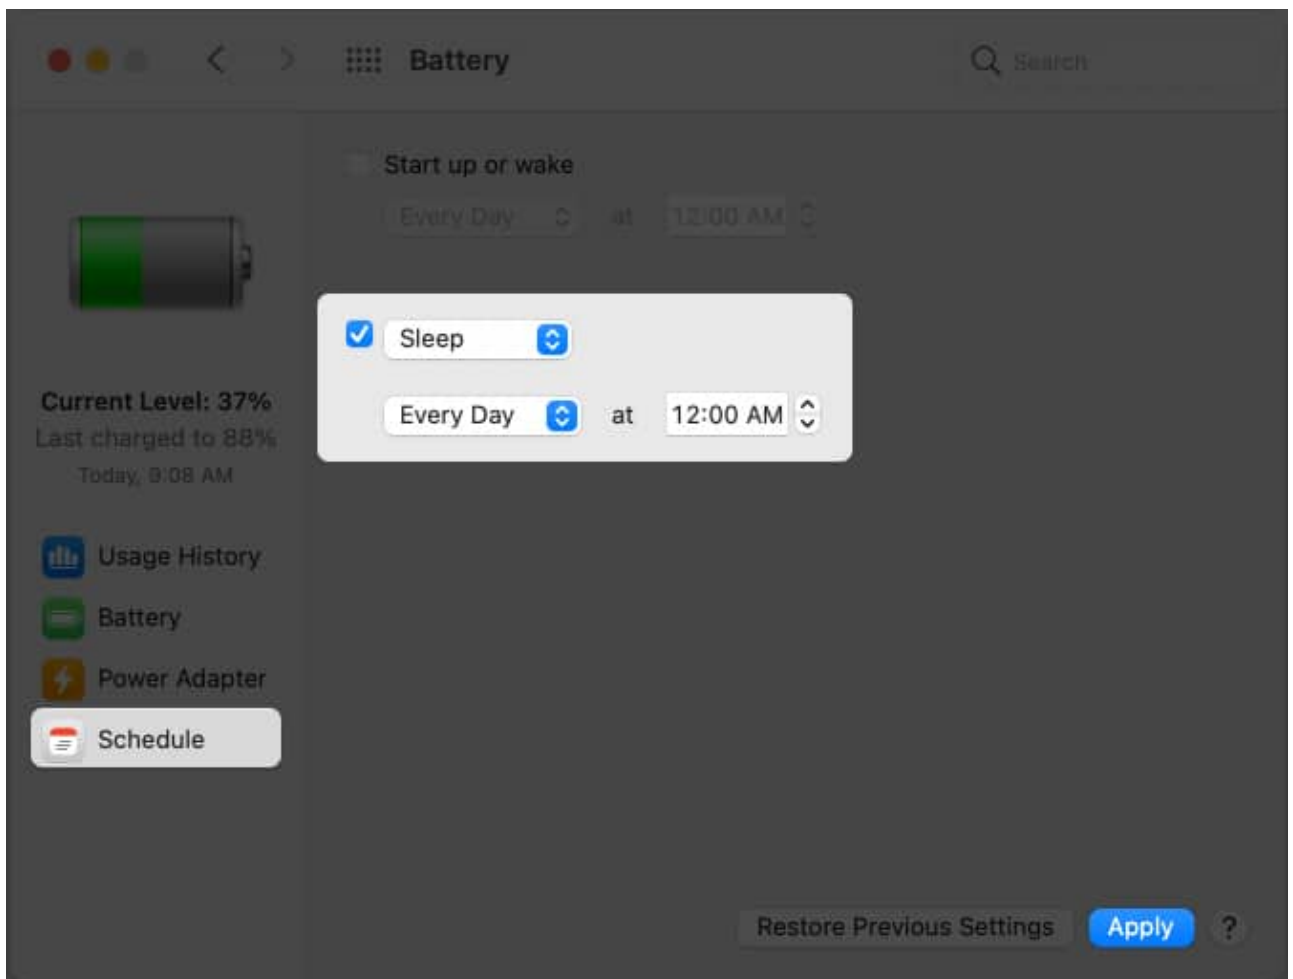 Battery
Search
Start up or wake
Every Day at 12:00 AM
Sleep
Every Day at 12:00 AM
Current Level: 37%
Last charged to 88%
Today, 9:08 AM
Usage History
Battery
Power Adapter
Schedule
Restore Previous Settings Apply ?